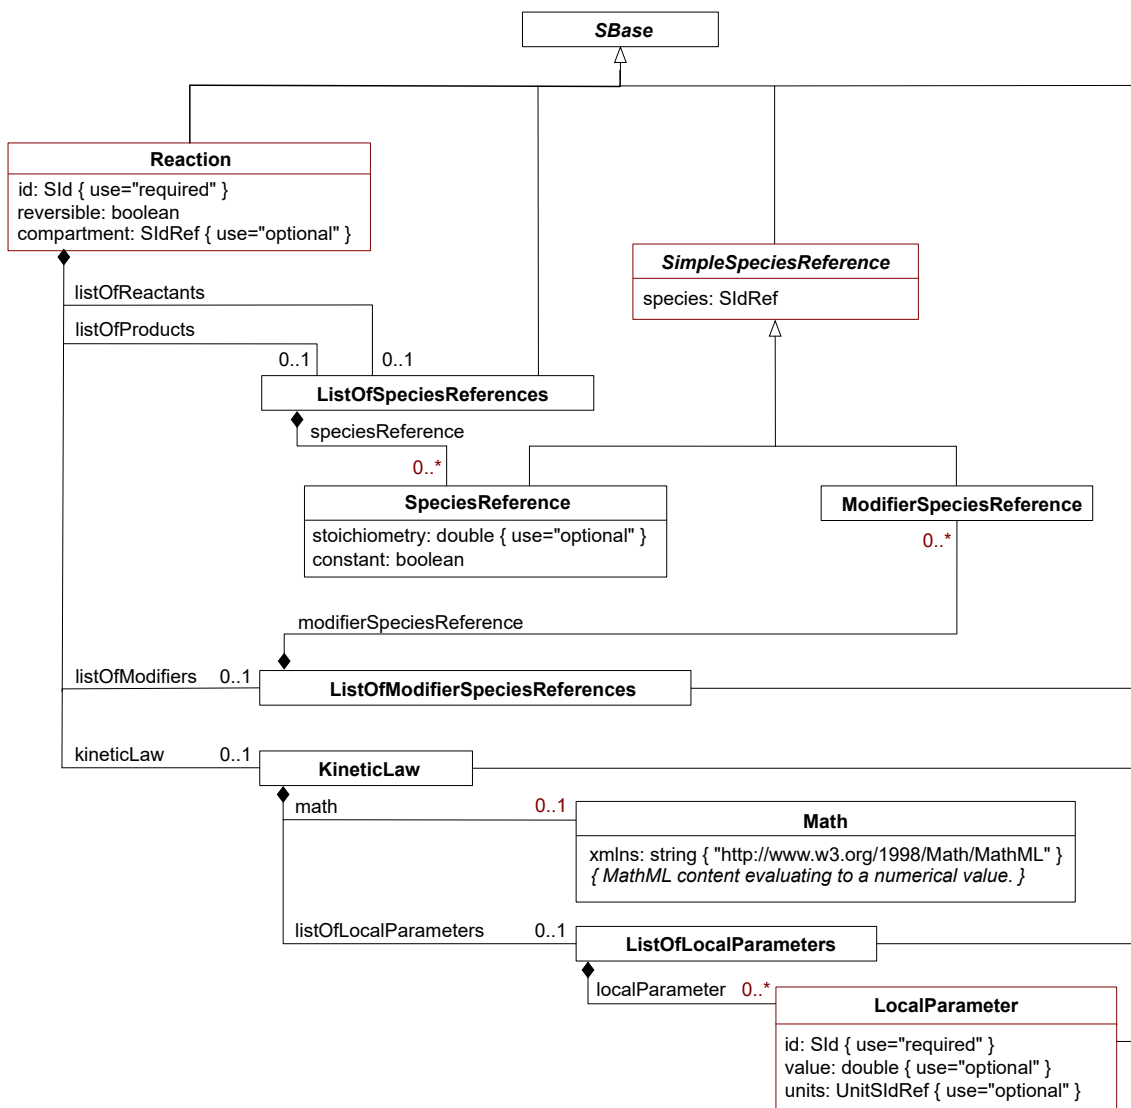 SBase
Reaction
id: SId { use="required" }
reversible: boolean
compartment: SIdRef { use="optional" }
SimpleSpeciesReference
species: SIdRef
listOfReactants
listOfProducts
0..1
0..1
ListOfSpeciesReferences
speciesReference
0..*
SpeciesReference
stoichiometry: double { use="optional" }
constant: boolean
ModifierSpeciesReference
0..*
modifierSpeciesReference
listOfModifiers
0..1
ListOfModifierSpeciesReferences
kineticLaw
0..1
KineticLaw
math
0..1
Math
xmlns: string { "http://www.w3.org/1998/Math/MathML" }
{ MathML content evaluating to a numerical value. }
listOfLocalParameters
0..1
ListOfLocalParameters
localParameter
0..*
LocalParameter
id: SId { use="required" }
value: double { use="optional" }
units: UnitSIdRef { use="optional" }